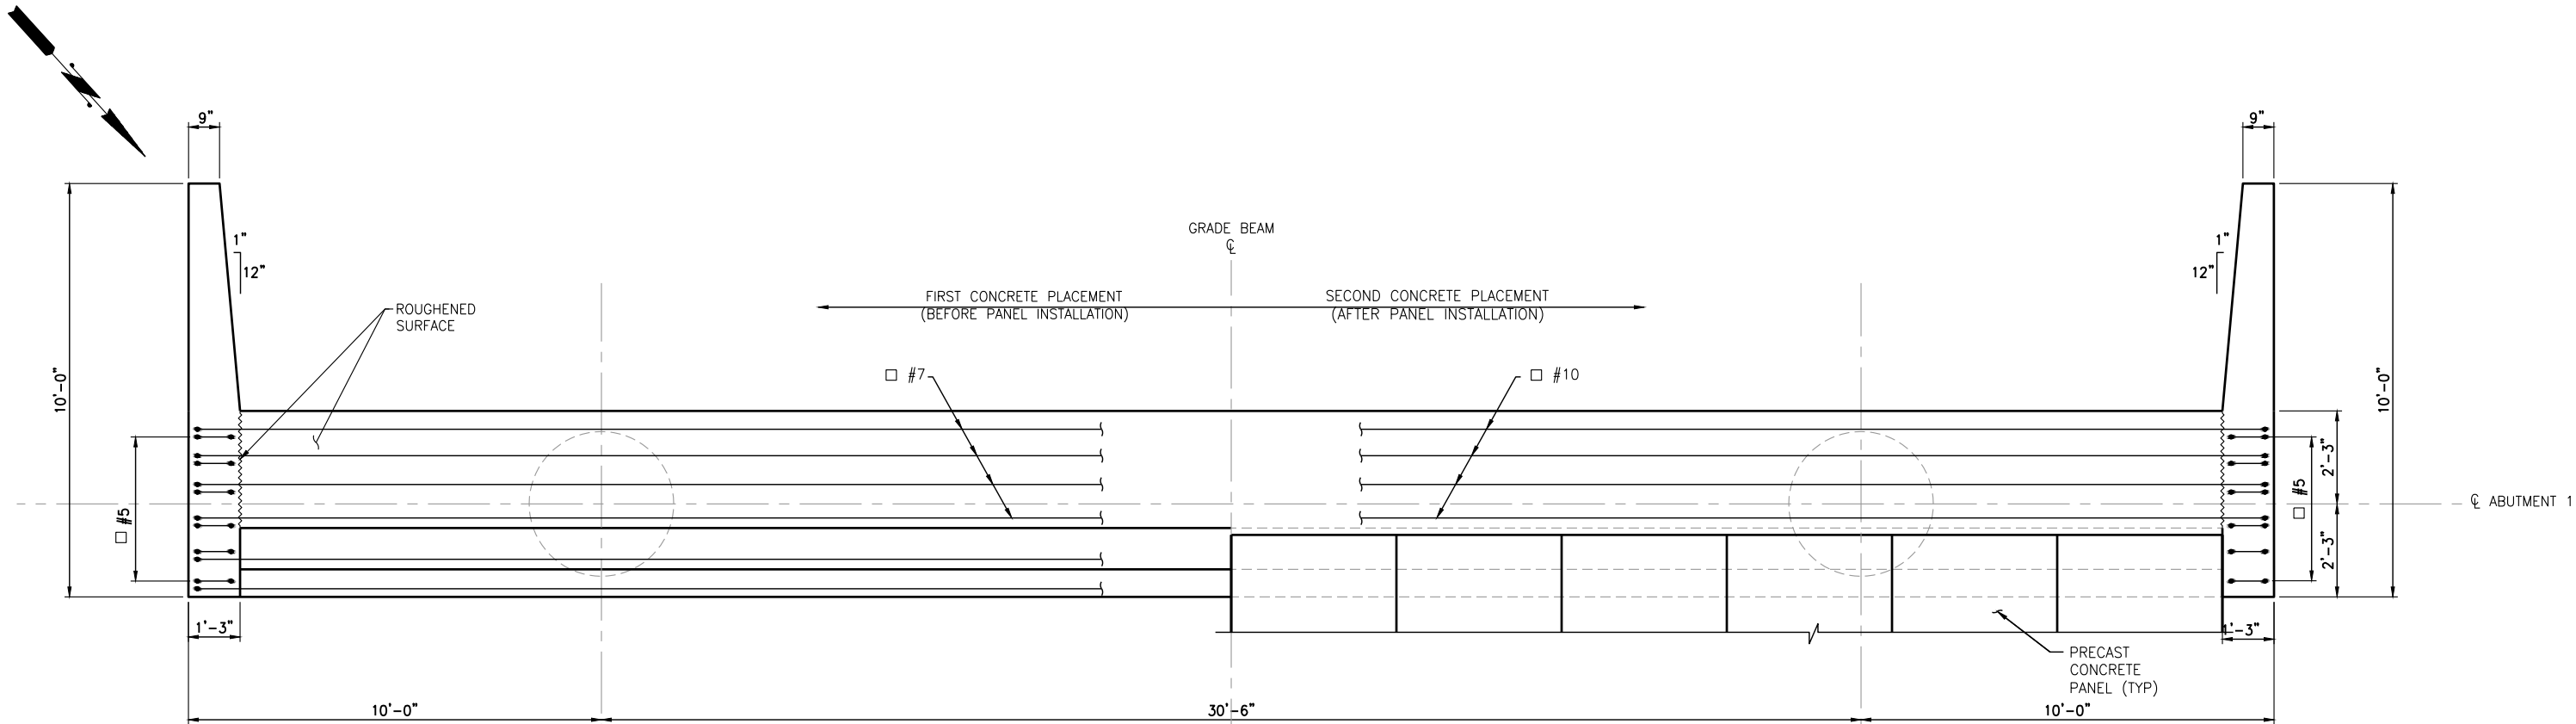 9"
9"
GRADE BEAM
℄
1"
12"
1"
12"
FIRST CONCRETE PLACEMENT
(BEFORE PANEL INSTALLATION)
SECOND CONCRETE PLACEMENT
(AFTER PANEL INSTALLATION)
ROUGHENED
SURFACE
10'-0"
10'-0"
□ #7
□ #10
2'-3"
□ #5
□ #5
℄ ABUTMENT 1
2'-3"
1'-3"
1'-3"
PRECAST
CONCRETE
PANEL (TYP)
10'-0"
30'-6"
10'-0"